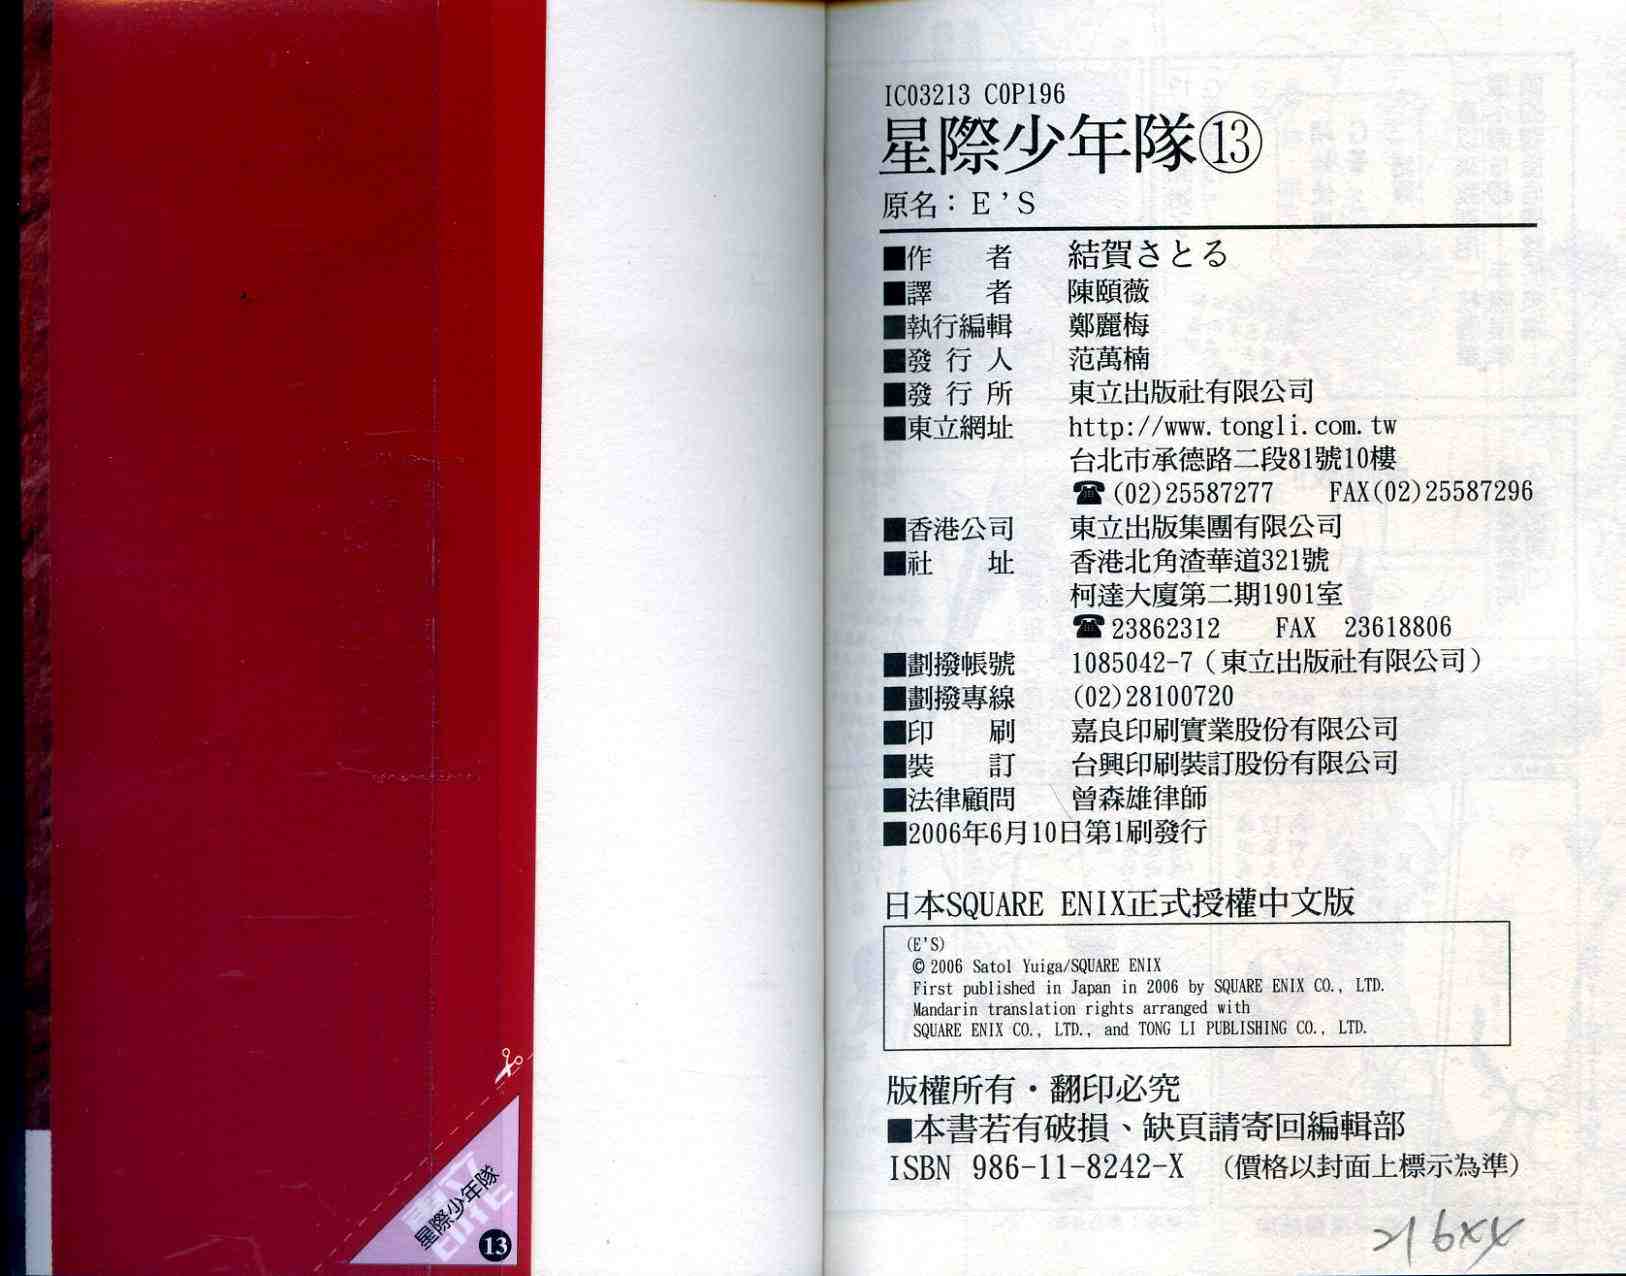 IC03213 C0P196
星際少年隊⑬
原名：E'S
■作　者 結賀さとる
■譯　者 陳頤薇
■執行編輯 鄭麗梅
■發行人 范萬楠
■發行所 東立出版社有限公司
■東立網址 http://www.tongli.com.tw
台北市承德路二段81號10樓
☎(02)25587277 FAX(02)25587296
■香港公司 東立出版集團有限公司
■社　址 香港北角渣華道321號
柯達大廈第二期1901室
☎23862312 FAX 23618806
■劃撥帳號 1085042-7（東立出版社有限公司）
■劃撥專線 (02)28100720
■印　刷 嘉良印刷實業股份有限公司
■裝　訂 台興印刷裝訂股份有限公司
■法律顧問 曾森雄律師
■2006年6月10日第1刷發行
日本SQUARE ENIX正式授權中文版
(E'S)
© 2006 Satol Yuiga/SQUARE ENIX
First published in Japan in 2006 by SQUARE ENIX CO., LTD.
Mandarin translation rights arranged with
SQUARE ENIX CO., LTD., and TONG LI PUBLISHING CO., LTD.
版權所有・翻印必究
■本書若有破損、缺頁請寄回編輯部
ISBN 986-11-8242-X （價格以封面上標示為準）
星際少年隊
13